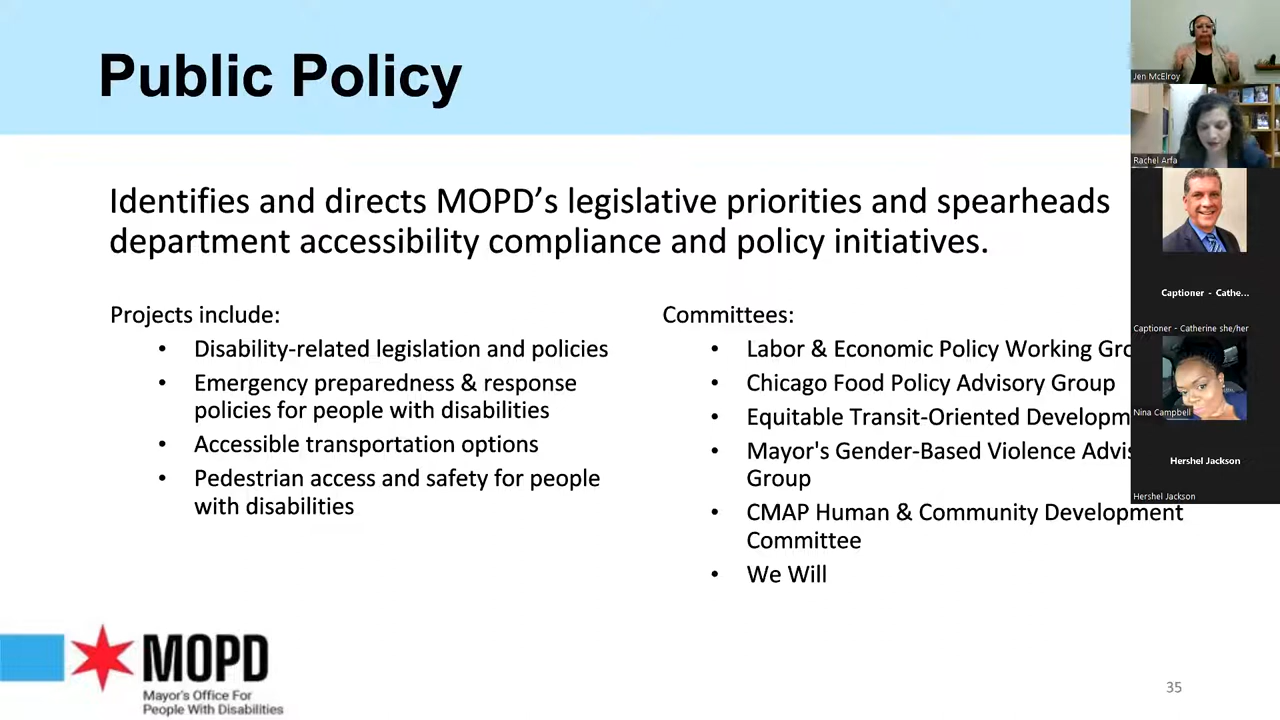 Public Policy
Identifies and directs MOPD’s legislative priorities and spearheads
department accessibility compliance and policy initiatives.
Projects include:
• Disability-related legislation and policies
• Emergency preparedness & response
policies for people with disabilities
• Accessible transportation options
• Pedestrian access and safety for people
with disabilities
Committees:
• Labor & Economic Policy Working
• Chicago Food Policy Advisory Group
• Equitable Transit-Oriented
• Mayor's Gender-Based Violence
Group
• CMAP Human & Community Development
Committee
• We Will
MOPD
Mayor's Office For
People With Disabilities
35
Jen McElroy
Rachel Arfa
Captioner - Cathe...
Captioner - Catherine she/her
Nina Campbell
Hershel Jackson
Hershel Jackson